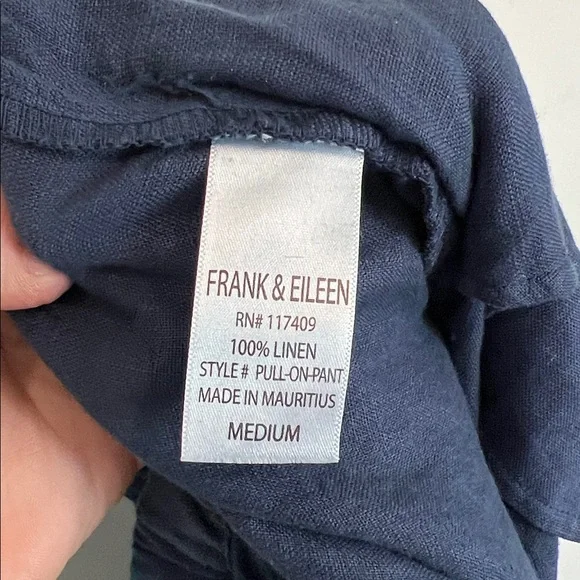 FRANK & EILEEN
RN# 117409
100% LINEN
STYLE # PULL-ON-PANT
MADE IN MAURITIUS
MEDIUM